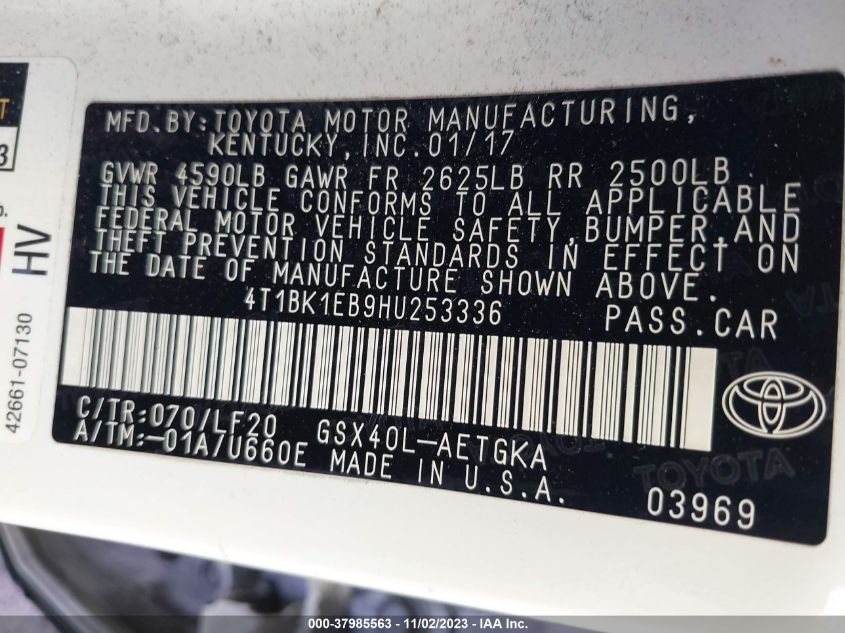 MFD.BY:TOYOTA MOTOR MANUFACTURING,
KENTUCKY,INC.01/17
GVWR 4590LB GAWR FR 2625LB RR 2500LB
THIS VEHICLE CONFORMS TO ALL APPLICABLE
FEDERAL MOTOR VEHICLE SAFETY,BUMPER,AND
THEFT PREVENTION STANDARDS IN EFFECT ON
THE DATE OF MANUFACTURE SHOWN ABOVE.
4T1BK1EB9HU253336 PASS.CAR
C/TR:070/LF20 GSX40L-AETGKA
A/TM:-01A/U660E MADE IN U.S.A.
TOYOTA
03969
HV
42661-07130
3
000-37985563 - 11/02/2023 - IAA Inc.